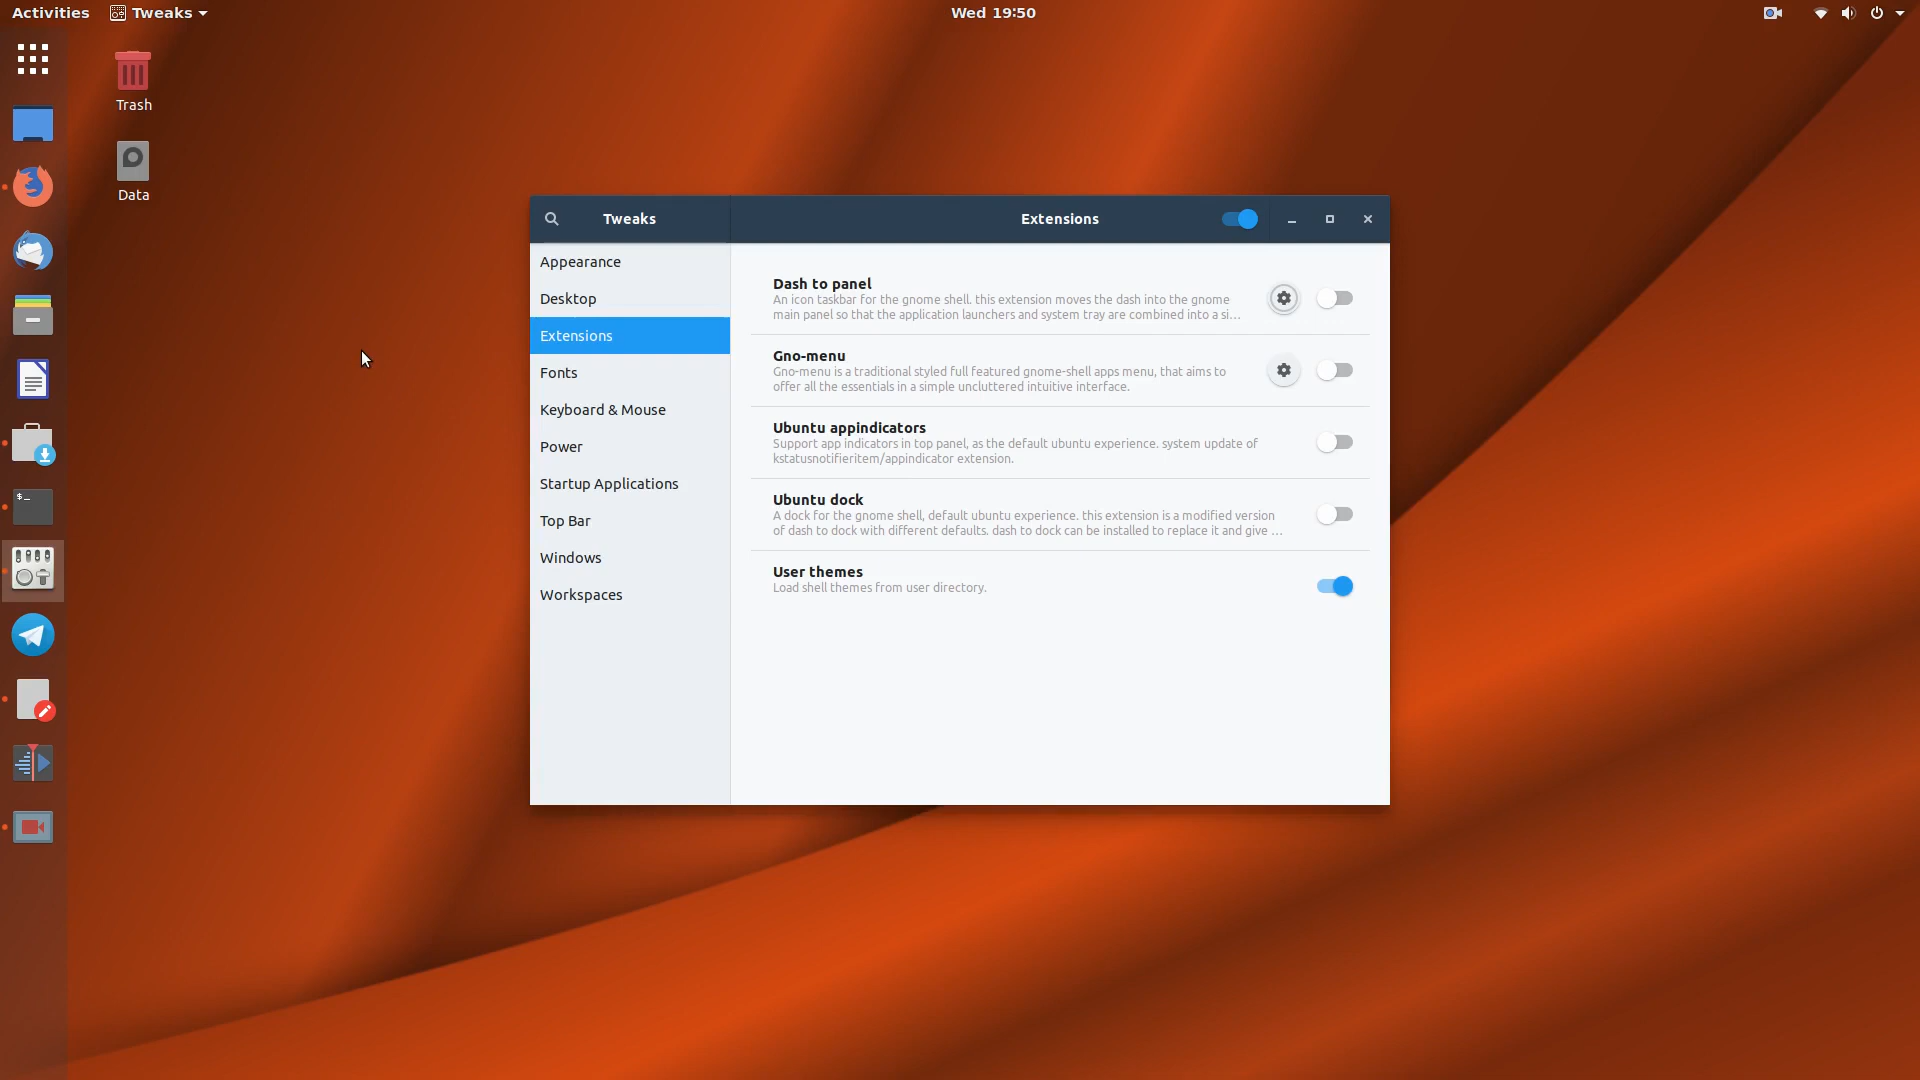 Activities Tweaks Wed 19:50
Trash
Data
Tweaks Extensions
Appearance
Desktop
Extensions
Fonts
Keyboard & Mouse
Power
Startup Applications
Top Bar
Windows
Workspaces
Dash to panel
An icon taskbar for the gnome shell. this extension moves the dash into the gnome
main panel so that the application launchers and system tray are combined into a si…
Gno-menu
Gno-menu is a traditional styled full featured gnome-shell apps menu, that aims to
offer all the essentials in a simple uncluttered intuitive interface.
Ubuntu appindicators
Support app indicators in top panel, as the default ubuntu experience. system update of
kstatusnotifieritem/appindicator extension.
Ubuntu dock
A dock for the gnome shell, default ubuntu experience. this extension is a modified version
of dash to dock with different defaults. dash to dock can be installed to replace it and give …
User themes
Load shell themes from user directory.
$_